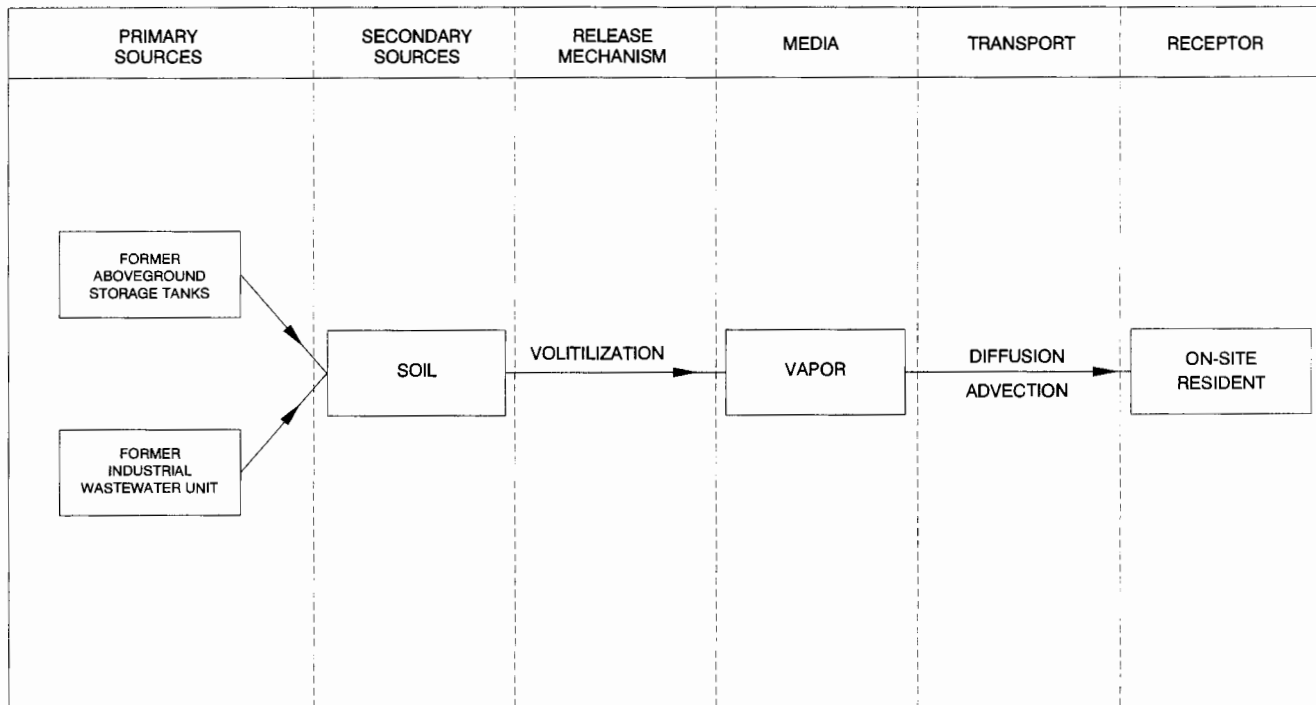 PRIMARY
SOURCES
SECONDARY
SOURCES
RELEASE
MECHANISM
MEDIA
TRANSPORT
RECEPTOR
FORMER
ABOVEGROUND
STORAGE TANKS
FORMER
INDUSTRIAL
WASTEWATER UNIT
SOIL
VOLITILIZATION
VAPOR
DIFFUSION
ADVECTION
ON-SITE
RESIDENT